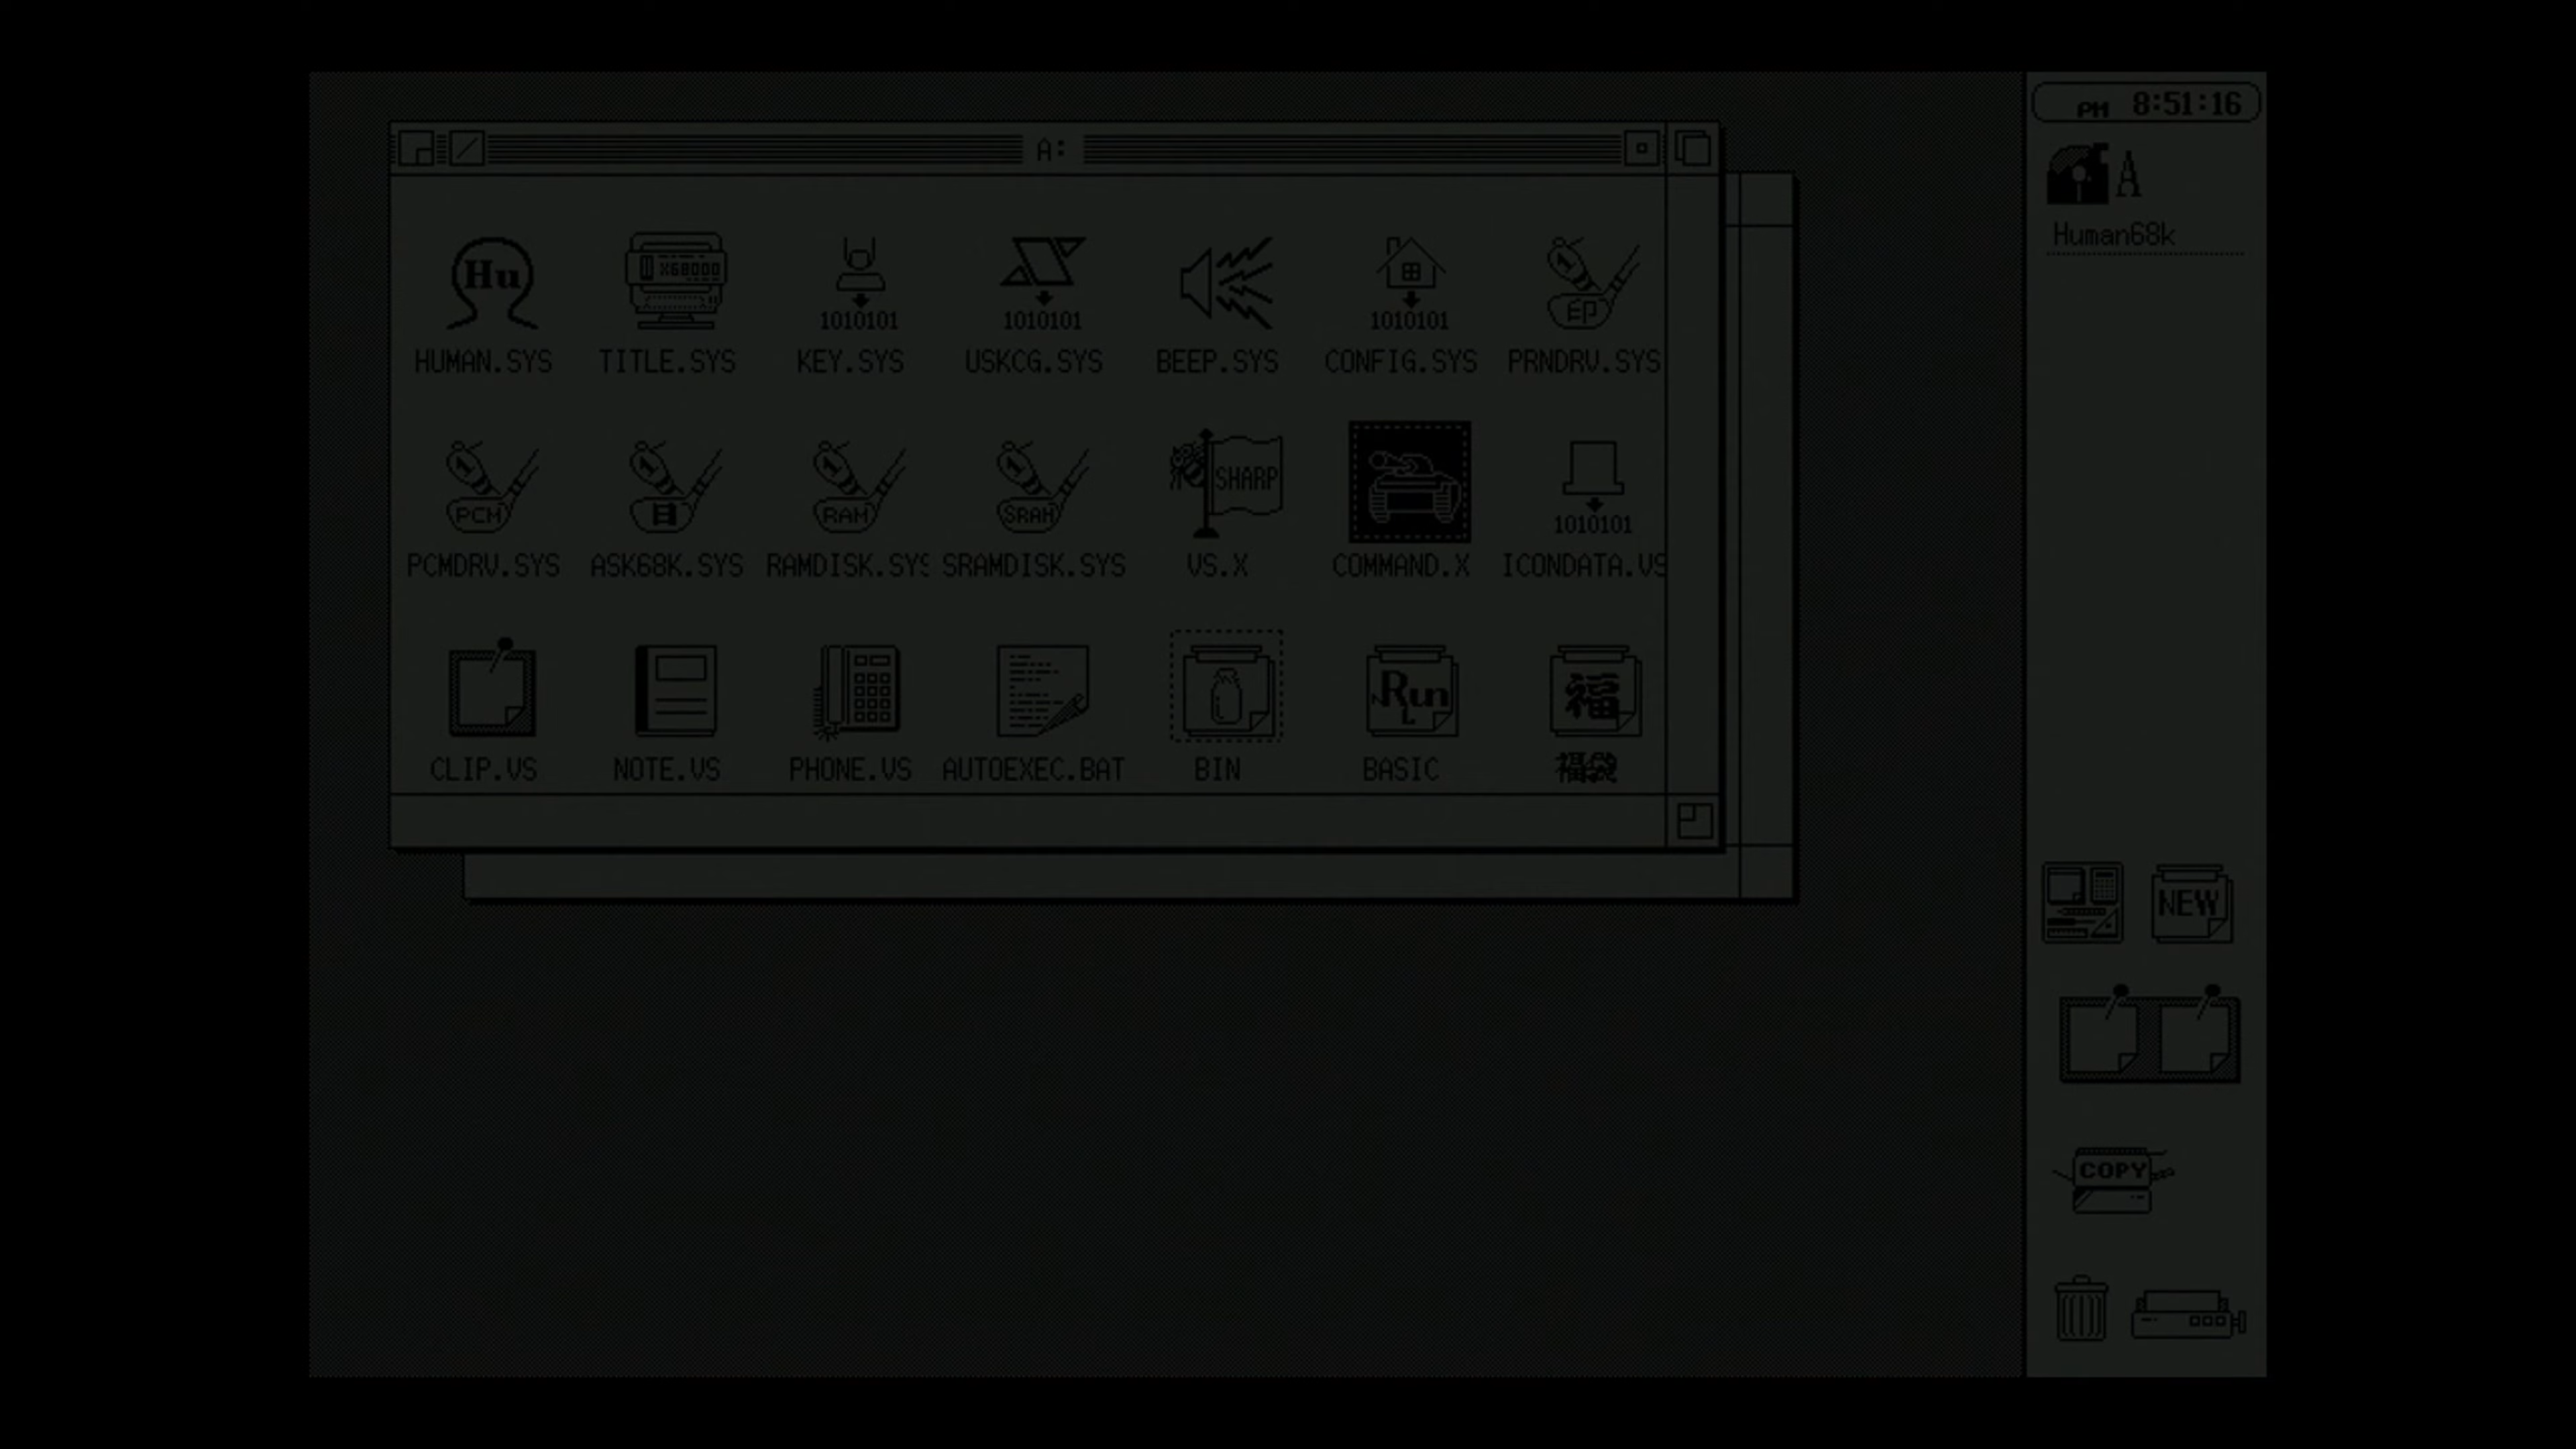 PM 8:51:16
A:
A
Human68k
Hu
X68000
1010101
1010101
1010101
印
HUMAN.SYS
TITLE.SYS
KEY.SYS
USKCG.SYS
BEEP.SYS
CONFIG.SYS
PRNDRV.SYS
PCM
日
RAM
SRAM
SHARP
1010101
PCMDRV.SYS
ASK68K.SYS
RAMDISK.SYS
SRAMDISK.SYS
VS.X
COMMAND.X
ICONDATA.VS
Run
福
CLIP.VS
NOTE.VS
PHONE.VS
AUTOEXEC.BAT
BIN
BASIC
福袋
NEW
COPY